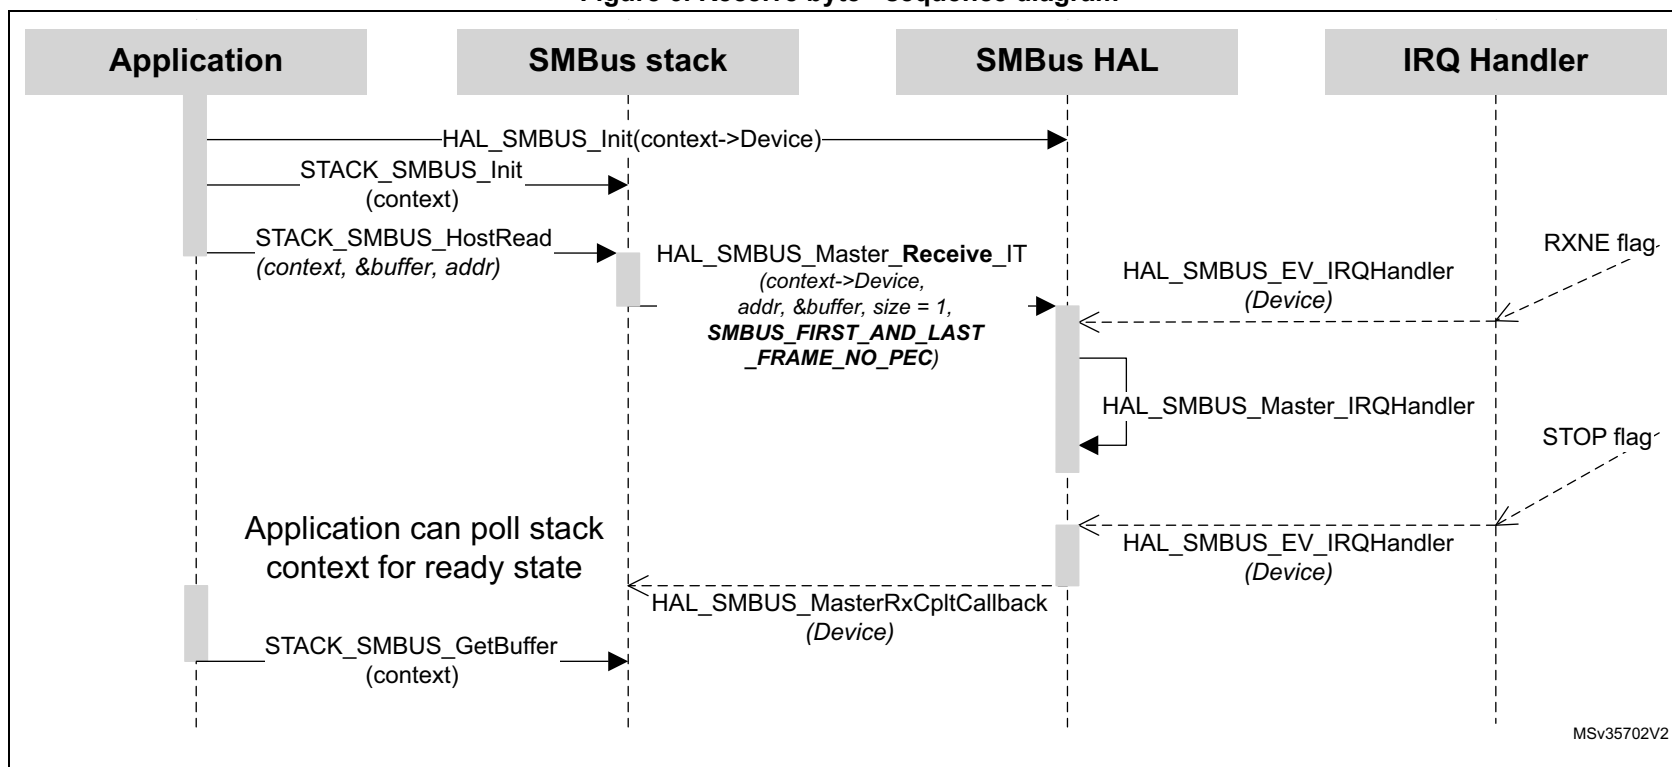 Application
SMBus stack
SMBus HAL
IRQ Handler
HAL_SMBUS_Init(context->Device)
STACK_SMBUS_Init
(context)
STACK_SMBUS_HostRead
(context, &buffer, addr)
HAL_SMBUS_Master_Receive_IT
(context->Device,
addr, &buffer, size = 1,
SMBUS_FIRST_AND_LAST
_FRAME_NO_PEC)
RXNE flag
HAL_SMBUS_EV_IRQHandler
(Device)
HAL_SMBUS_Master_IRQHandler
STOP flag
HAL_SMBUS_EV_IRQHandler
(Device)
Application can poll stack
context for ready state
HAL_SMBUS_MasterRxCpltCallback
(Device)
STACK_SMBUS_GetBuffer
(context)
MSv35702V2